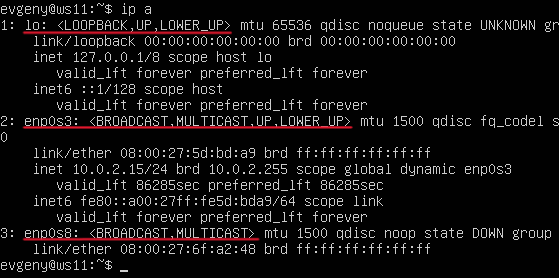 evgeny@ws11:~$ ip a
1: lo: <LOOPBACK,UP,LOWER_UP> mtu 65536 qdisc noqueue state UNKNOWN gr
    link/loopback 00:00:00:00:00:00 brd 00:00:00:00:00:00
    inet 127.0.0.1/8 scope host lo
       valid_lft forever preferred_lft forever
    inet6 ::1/128 scope host
       valid_lft forever preferred_lft forever
2: enp0s3: <BROADCAST,MULTICAST,UP,LOWER_UP> mtu 1500 qdisc fq_codel s
0
    link/ether 08:00:27:5d:bd:a9 brd ff:ff:ff:ff:ff:ff
    inet 10.0.2.15/24 brd 10.0.2.255 scope global dynamic enp0s3
       valid_lft 86285sec preferred_lft 86285sec
    inet6 fe80::a00:27ff:fe5d:bda9/64 scope link
       valid_lft forever preferred_lft forever
3: enp0s8: <BROADCAST,MULTICAST> mtu 1500 qdisc noop state DOWN group
    link/ether 08:00:27:6f:a2:48 brd ff:ff:ff:ff:ff:ff
evgeny@ws11:~$ _